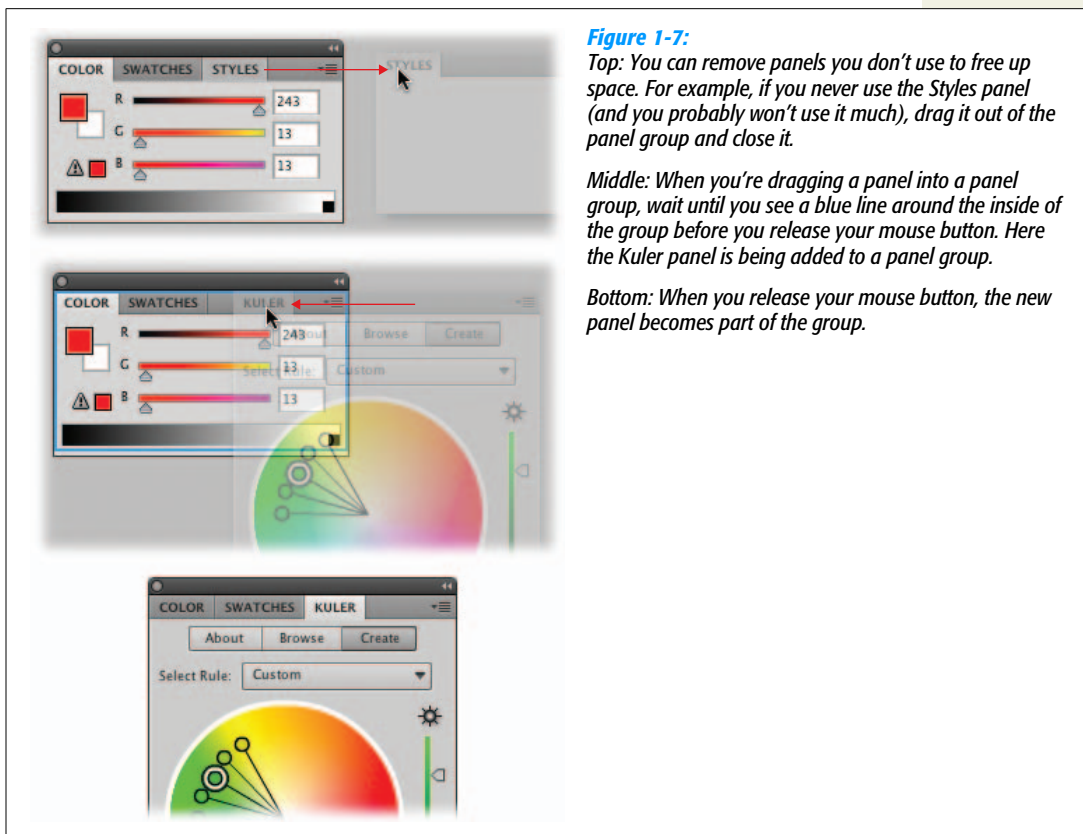 COLOR SWATCHES STYLES
STYLES
R 243
G 13
B 13
COLOR SWATCHES KULER
R 243
About Browse Create
G 13
Select Rule: Custom
B 13
COLOR SWATCHES KULER
About Browse Create
Select Rule: Custom
Figure 1-7:
Top: You can remove panels you don't use to free up
space. For example, if you never use the Styles panel
(and you probably won't use it much), drag it out of the
panel group and close it.
Middle: When you're dragging a panel into a panel
group, wait until you see a blue line around the inside of
the group before you release your mouse button. Here
the Kuler panel is being added to a panel group.
Bottom: When you release your mouse button, the new
panel becomes part of the group.